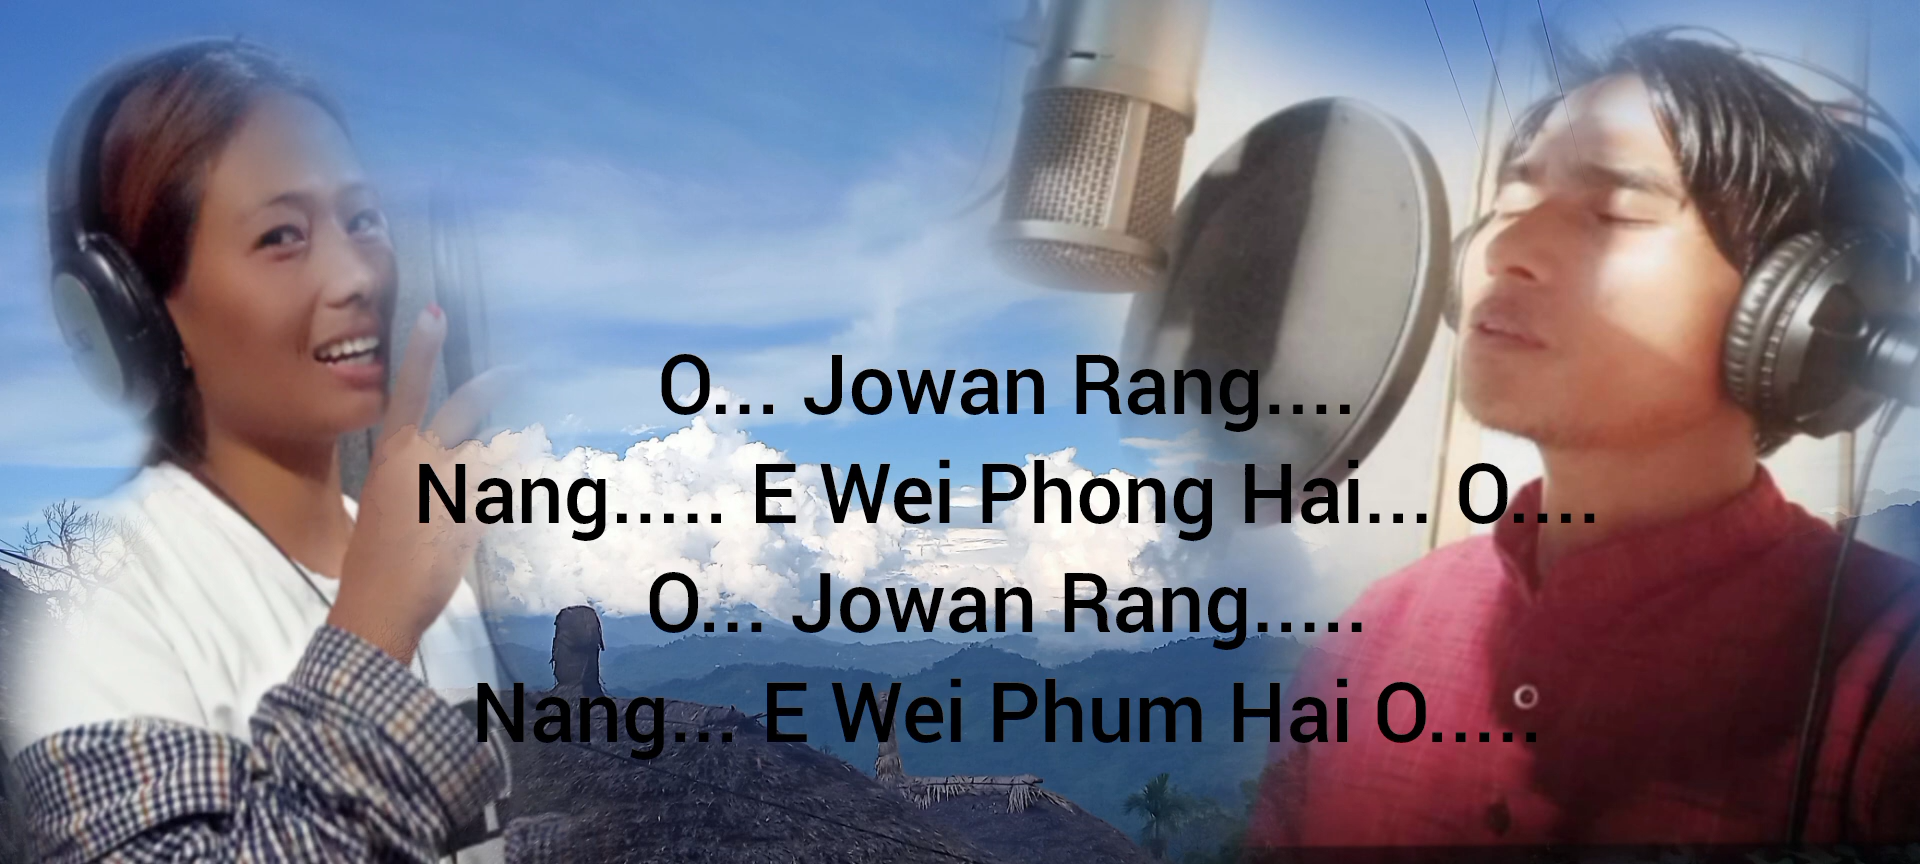 O... Jowan Rang....
Nang..... E Wei Phong Hai... O....
O... Jowan Rang.....
Nang... E Wei Phum Hai O.....